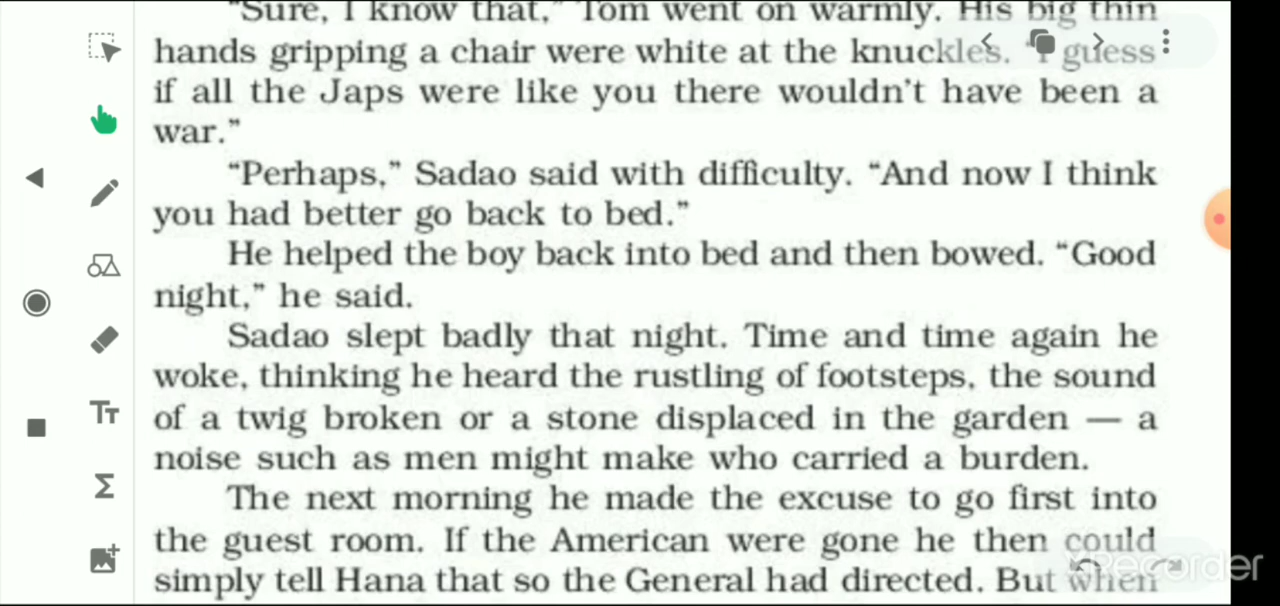 "Sure, I know that," Tom went on warmly. His big thin
hands gripping a chair were white at the knuckles. "I guess
if all the Japs were like you there wouldn't have been a
war."
"Perhaps," Sadao said with difficulty. "And now I think
you had better go back to bed."
He helped the boy back into bed and then bowed. "Good
night," he said.
Sadao slept badly that night. Time and time again he
woke, thinking he heard the rustling of footsteps, the sound
of a twig broken or a stone displaced in the garden — a
noise such as men might make who carried a burden.
The next morning he made the excuse to go first into
the guest room. If the American were gone he then could
simply tell Hana that so the General had directed. But when
Tт
Σ
XRecorder